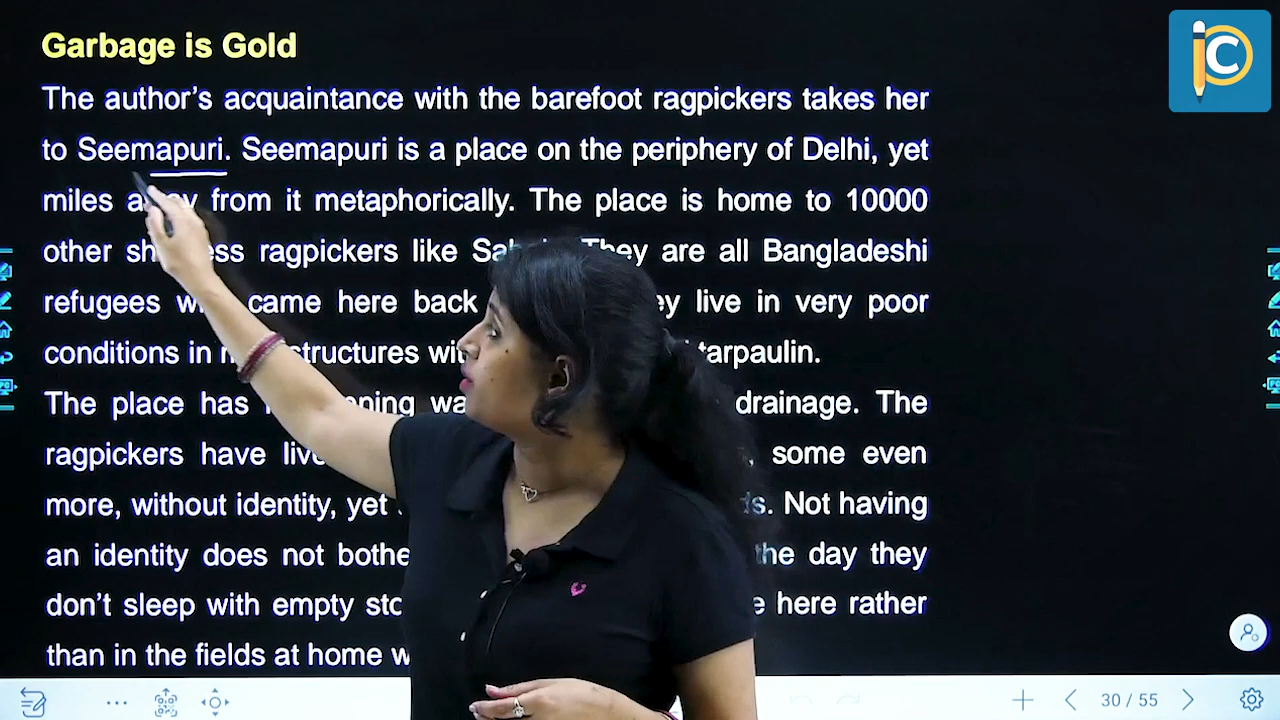 Garbage is Gold
The author's acquaintance with the barefoot ragpickers takes her
to Seemapuri. Seemapuri is a place on the periphery of Delhi, yet
miles from it metaphorically. The place is home to 10000
other ragpickers like They are all Bangladeshi
refugees came here back live in very poor
conditions in structures tarpaulin.
The place has drainage. The
ragpickers have some even
more, without identity, yet Not having
an identity does not the day they
don't sleep with empty here rather
than in the fields at home
30 / 55